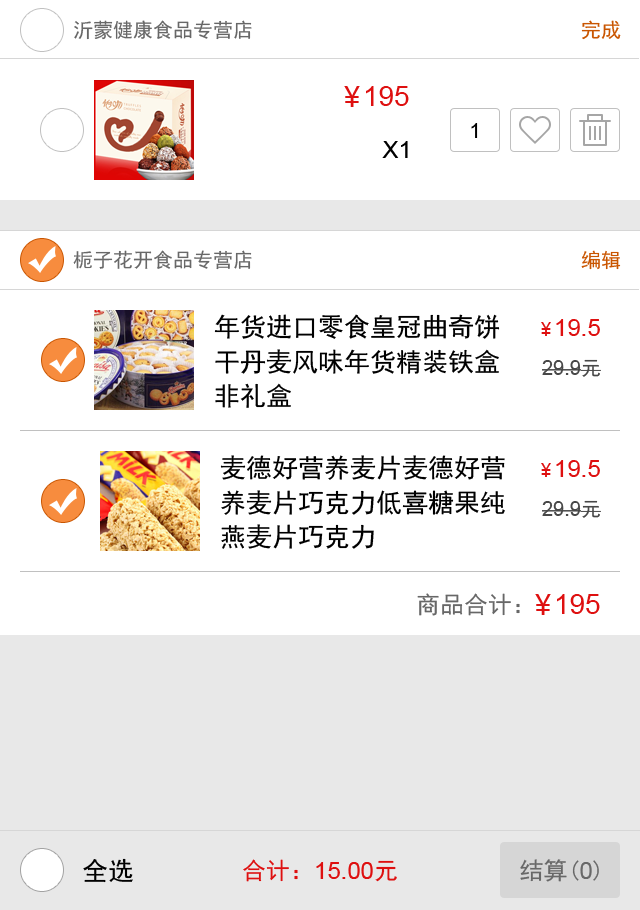 沂蒙健康食品专营店 完成
¥195
X1
1
栀子花开食品专营店 编辑
年货进口零食皇冠曲奇饼
干丹麦风味年货精装铁盒
非礼盒
¥19.5
29.9元
麦德好营养麦片麦德好营
养麦片巧克力低喜糖果纯
燕麦片巧克力
¥19.5
29.9元
MILK
商品合计：¥195
全选 合计：15.00元 结算(0)